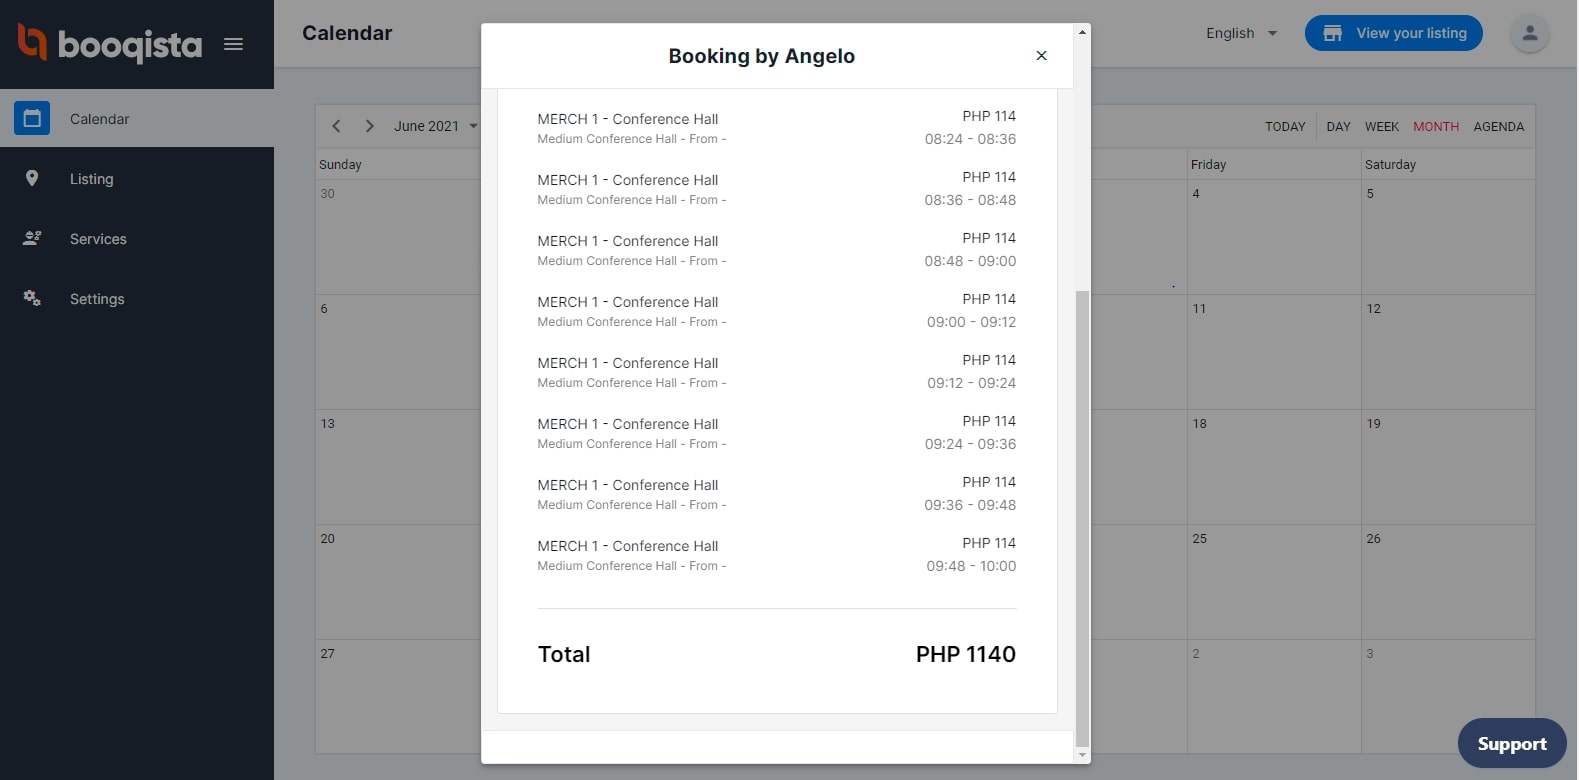 booqista
Calendar
Listing
Services
Settings
Calendar
English
View your listing
June 2021
TODAY
DAY
WEEK
MONTH
AGENDA
Sunday
Friday
Saturday
30
4
5
6
11
12
13
18
19
20
25
26
27
2
3
Booking by Angelo
MERCH 1 - Conference Hall
PHP 114
Medium Conference Hall - From -
08:24 - 08:36
MERCH 1 - Conference Hall
PHP 114
Medium Conference Hall - From -
08:36 - 08:48
MERCH 1 - Conference Hall
PHP 114
Medium Conference Hall - From -
08:48 - 09:00
MERCH 1 - Conference Hall
PHP 114
Medium Conference Hall - From -
09:00 - 09:12
MERCH 1 - Conference Hall
PHP 114
Medium Conference Hall - From -
09:12 - 09:24
MERCH 1 - Conference Hall
PHP 114
Medium Conference Hall - From -
09:24 - 09:36
MERCH 1 - Conference Hall
PHP 114
Medium Conference Hall - From -
09:36 - 09:48
MERCH 1 - Conference Hall
PHP 114
Medium Conference Hall - From -
09:48 - 10:00
Total
PHP 1140
Support